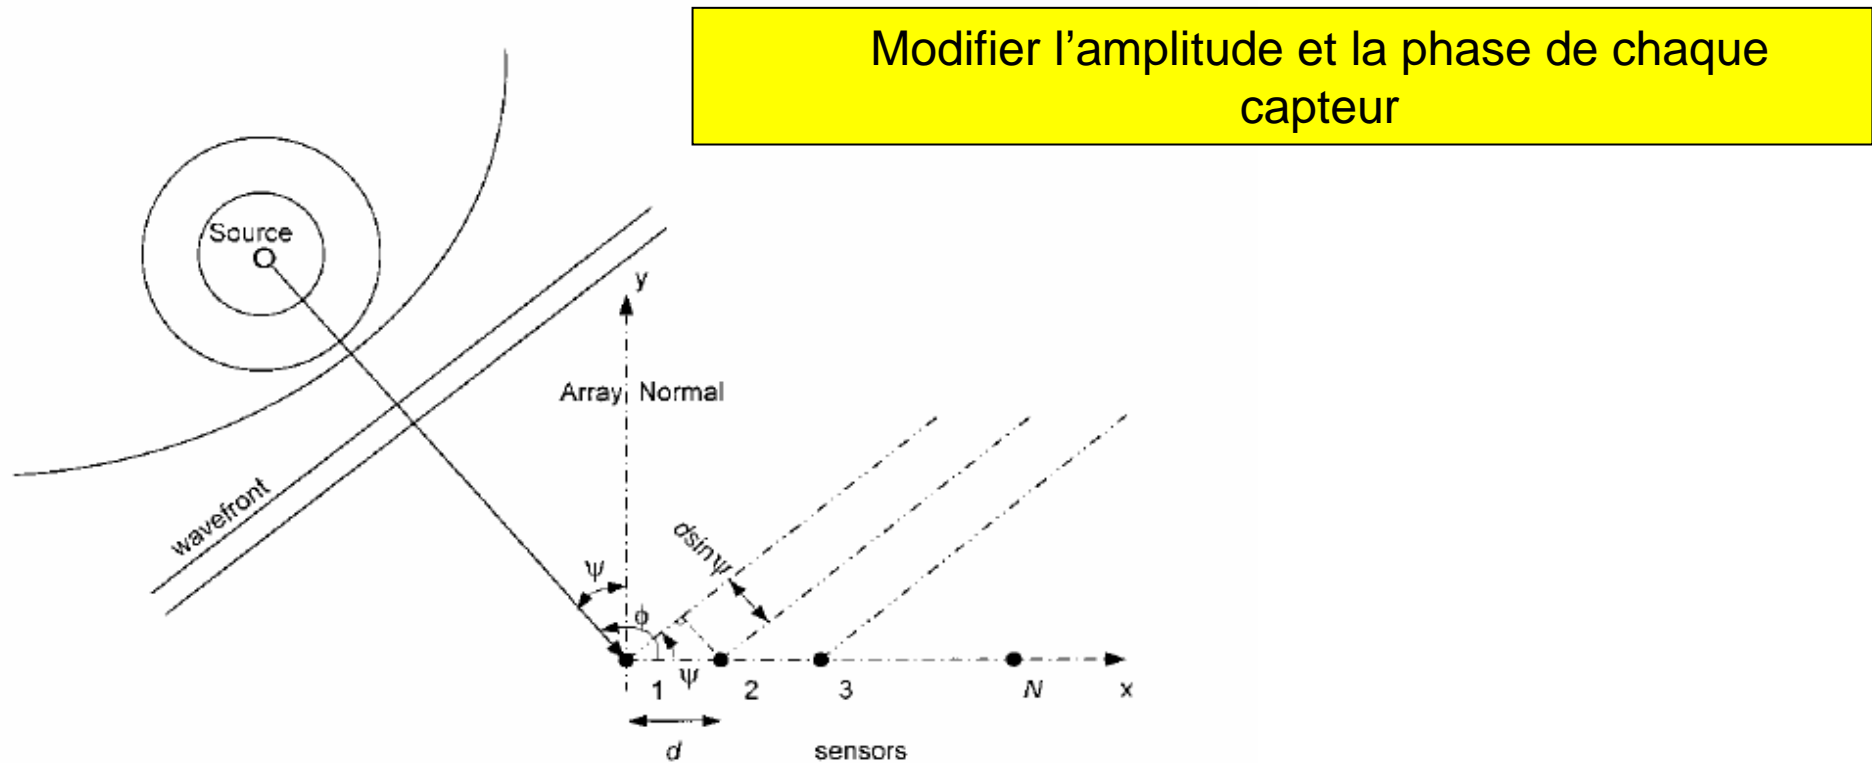 Modifier l’amplitude et la phase de chaque
capteur
Source
y
Array Normal
wavefront
dsinψ
ψ
ϕ
ψ
1 2 3 N x
d
sensors